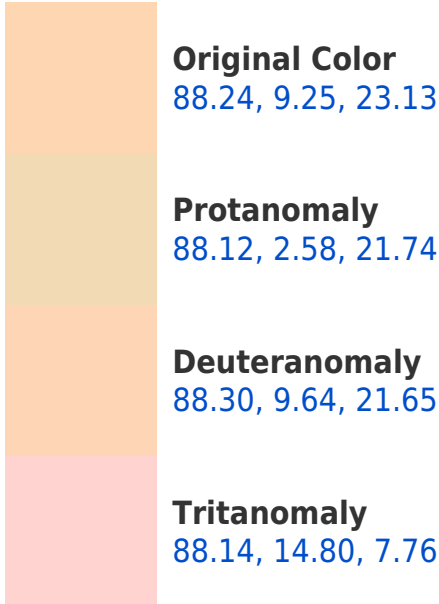 Original Color
88.24, 9.25, 23.13
Protanomaly
88.12, 2.58, 21.74
Deuteranomaly
88.30, 9.64, 21.65
Tritanomaly
88.14, 14.80, 7.76